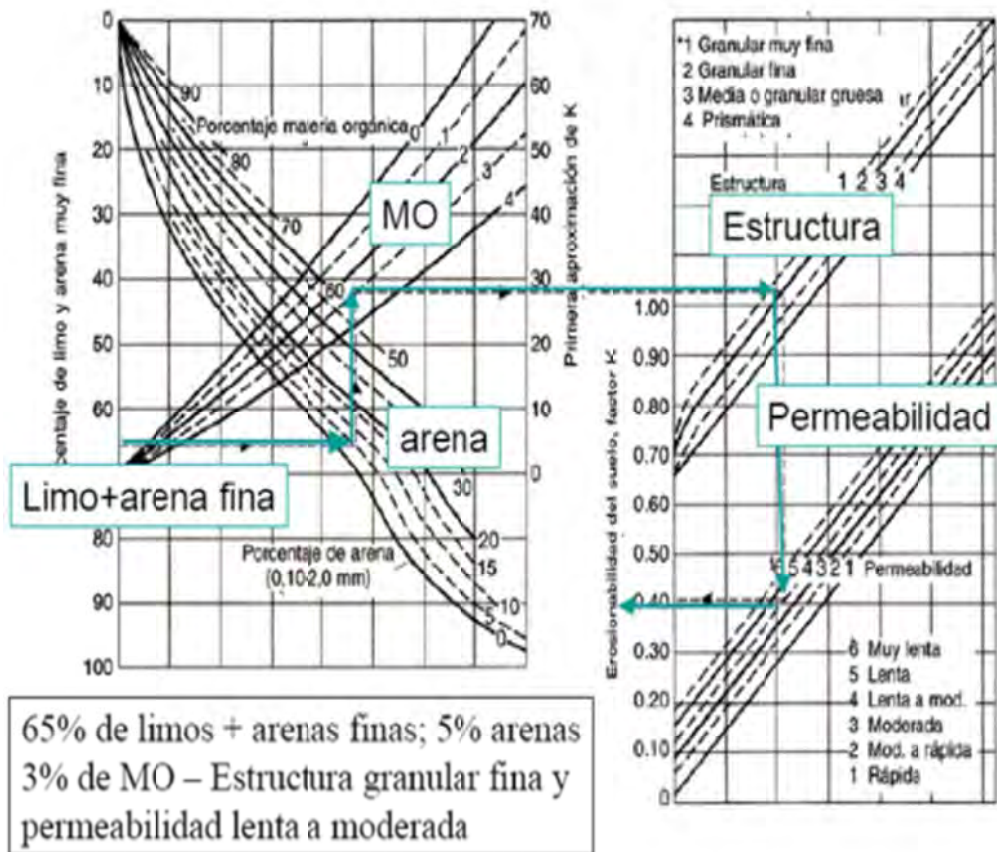 0
10
20
30
40
50
60
80
90
100
centaje de limo y arena muy fina
90
80
70
60
50
30
20
15
10
5
0
Porcentaje materia orgánica
0
1
2
3
4
MO
arena
Limo+arena fina
Porcentaje de arena
(0,10-2,0 mm)
70
60
50
40
30
20
10
0
Primera aproximación de K
*1 Granular muy fina
2 Granular fina
3 Media o granular gruesa
4 Prismática
Estructura 1 2 3 4
Estructura
1.00
0.90
0.80
0.70
0.60
0.50
0.40
0.30
0.20
0.10
0
Erosionabilidad del suelo, factor K
Permeabilidad
6 5 4 3 2 1 Permeabilidad
6 Muy lenta
5 Lenta
4 Lenta a mod.
3 Moderada
2 Mod. a rápida
1 Rápida
65% de limos + arenas finas; 5% arenas
3% de MO – Estructura granular fina y
permeabilidad lenta a moderada